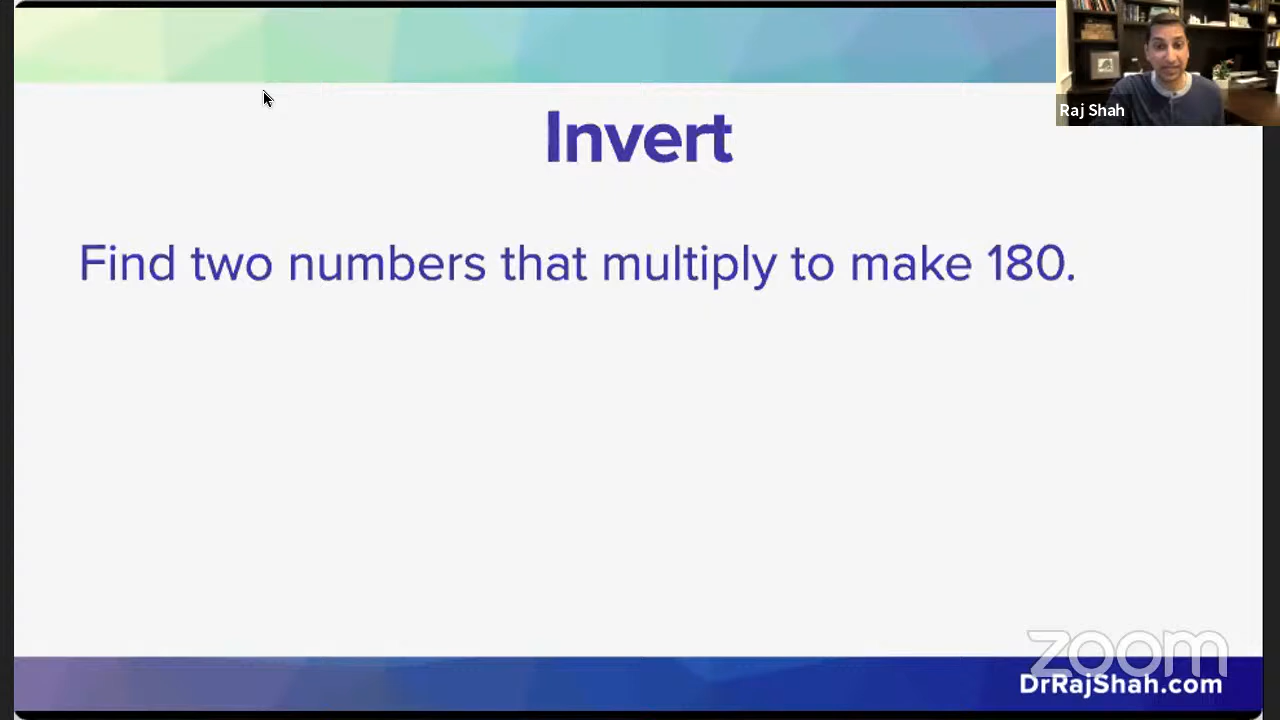 Raj Shah
Invert
Find two numbers that multiply to make 180.
zoom
DrRajShah.com